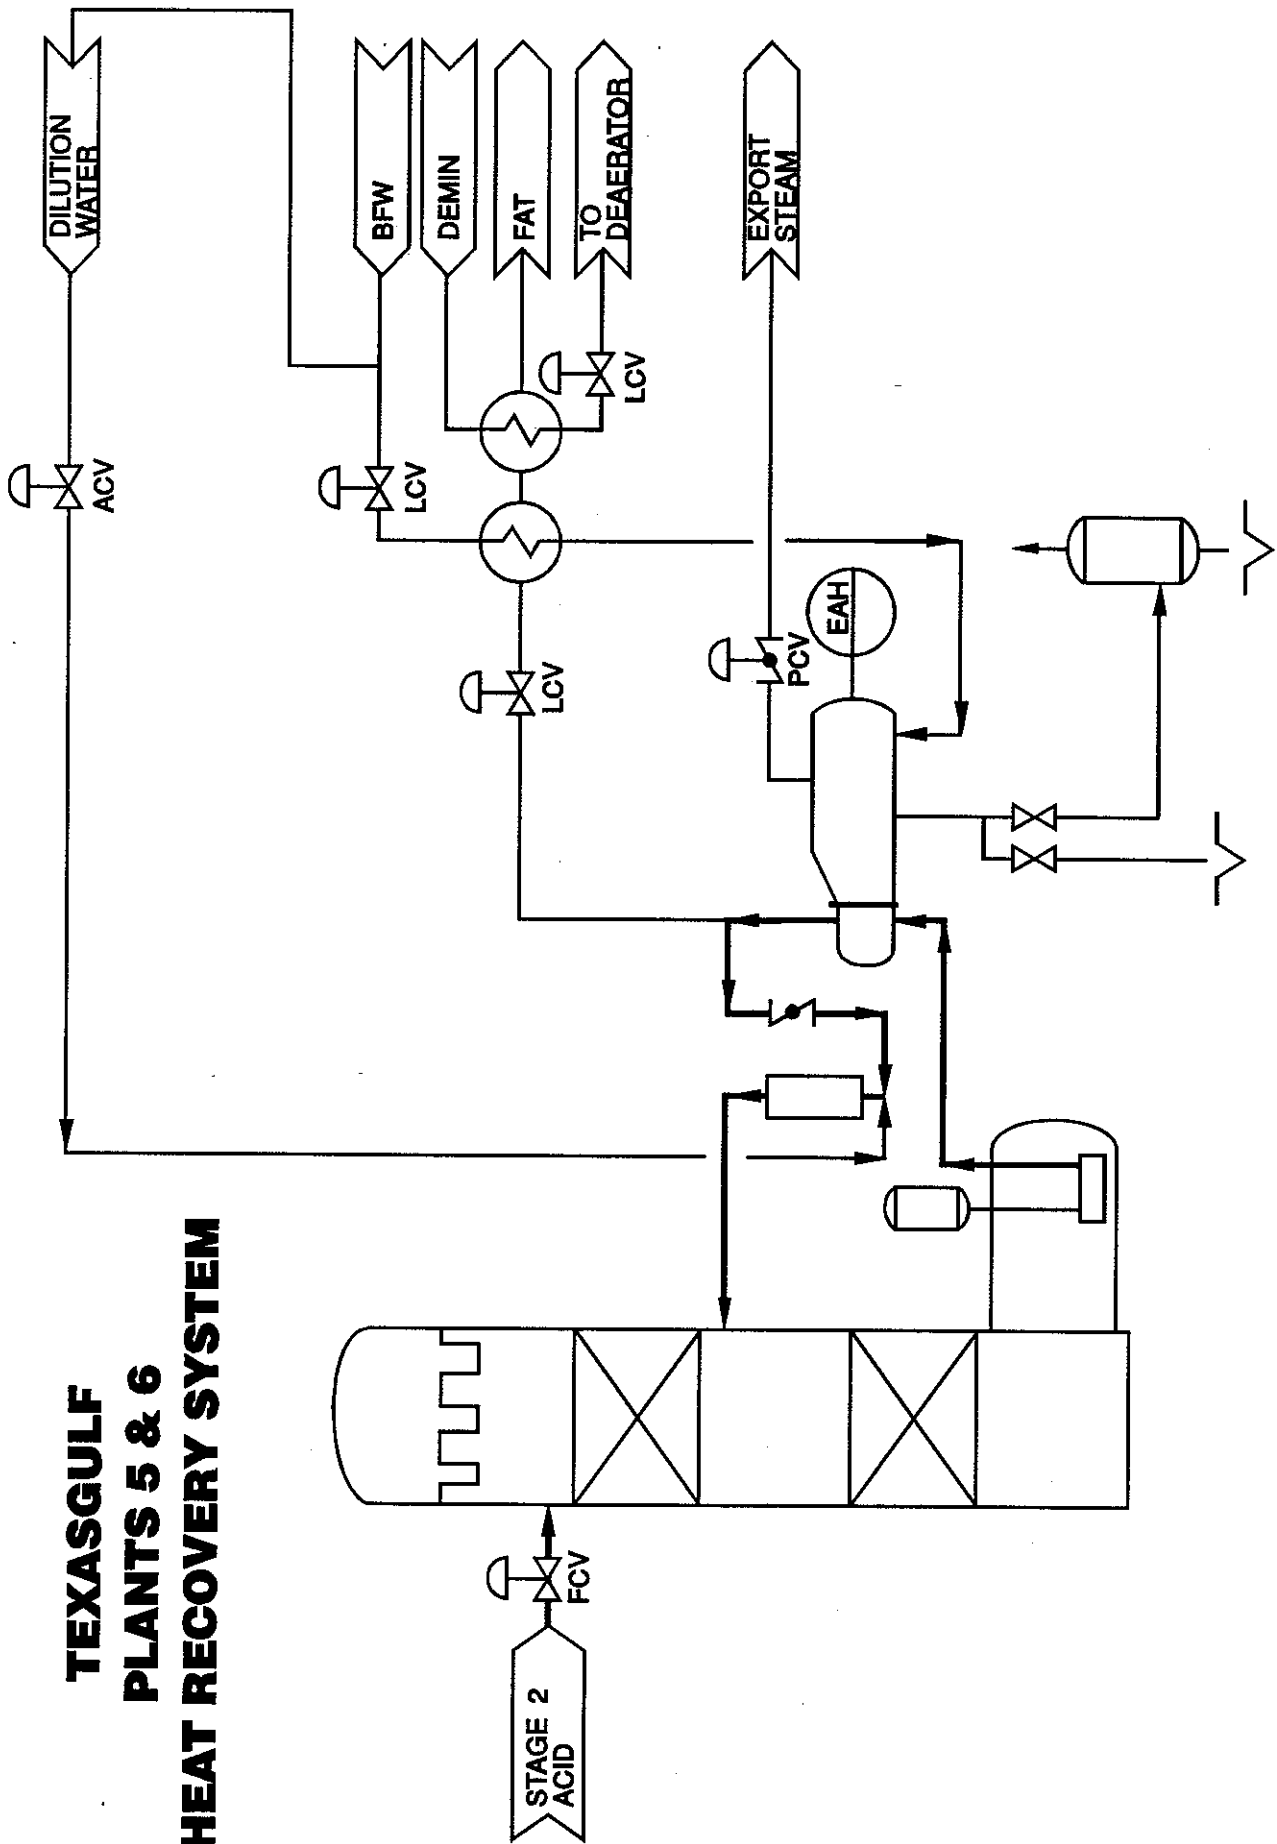 TEXASGULF
PLANTS 5 & 6
HEAT RECOVERY SYSTEM
DILUTION
WATER
ACV
BFW
LCV
DEMIN
FAT
TO
DEAERATOR
LCV
LCV
EXPORT
STEAM
PCV
EAH
STAGE 2
ACID
FCV